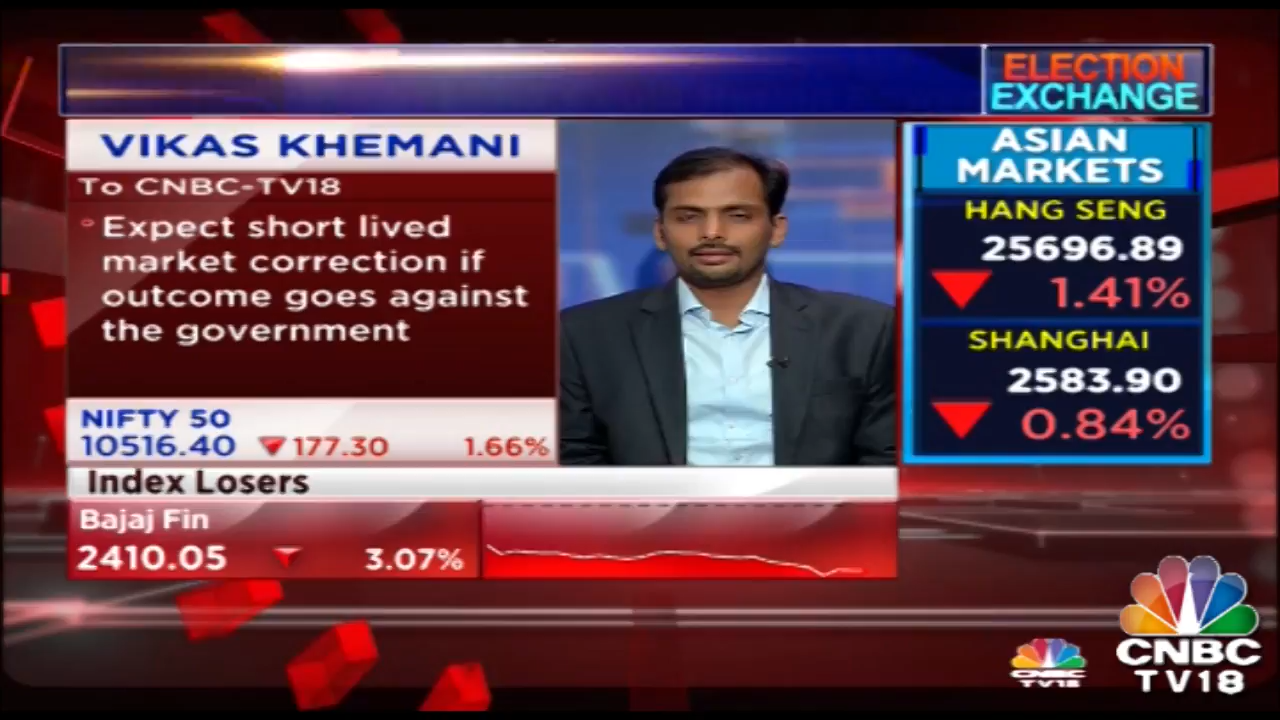 ELECTION
EXCHANGE
VIKAS KHEMANI
To CNBC-TV18
Expect short lived
market correction if
outcome goes against
the government
NIFTY 50
10516.40 ▼ 177.30 1.66%
Index Losers
Bajaj Fin
2410.05 ▼ 3.07%
ASIAN
MARKETS
HANG SENG
25696.89
▼ 1.41%
SHANGHAI
2583.90
▼ 0.84%
CNBC
TV18
CNBC
TV18